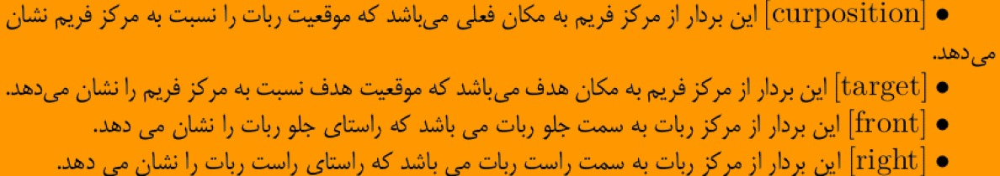 ● [curposition] این بردار از مرکز فریم به مکان فعلی می‌باشد که موقعیت ربات را نسبت به مرکز فریم نشان
می‌دهد.
● [target] این بردار از مرکز فریم به مکان هدف می‌باشد که موقعیت هدف نسبت به مرکز فریم را نشان می‌دهد.
● [front] این بردار از مرکز ربات به سمت جلو ربات می باشد که راستای جلو ربات را نشان می دهد.
● [right] این بردار از مرکز ربات به سمت راست ربات می باشد که راستای راست ربات را نشان می دهد.